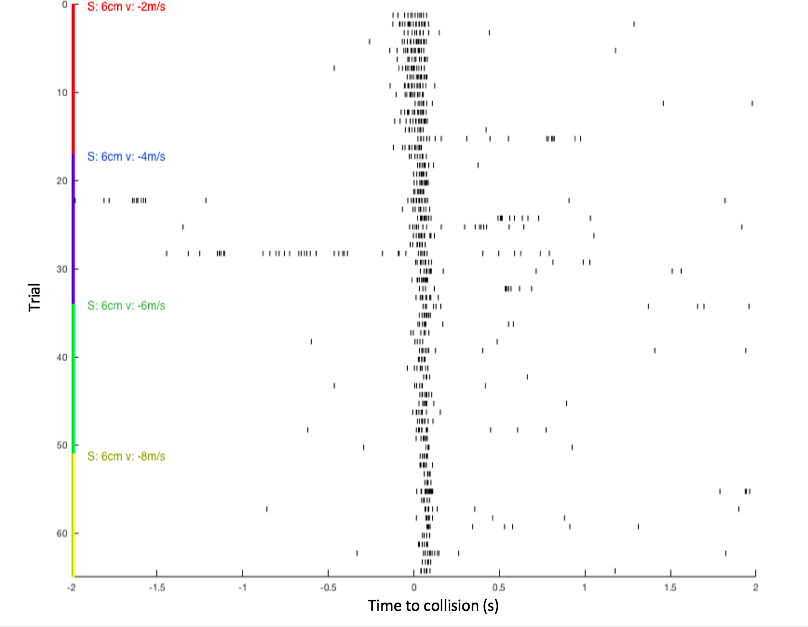 0
S: 6cm v: -2m/s
10
S: 6cm v: -4m/s
20
30
Trial
S: 6cm v: -6m/s
40
50
S: 6cm v: -8m/s
60
-2 -1.5 -1 -0.5 0 0.5 1 1.5 2
Time to collision (s)